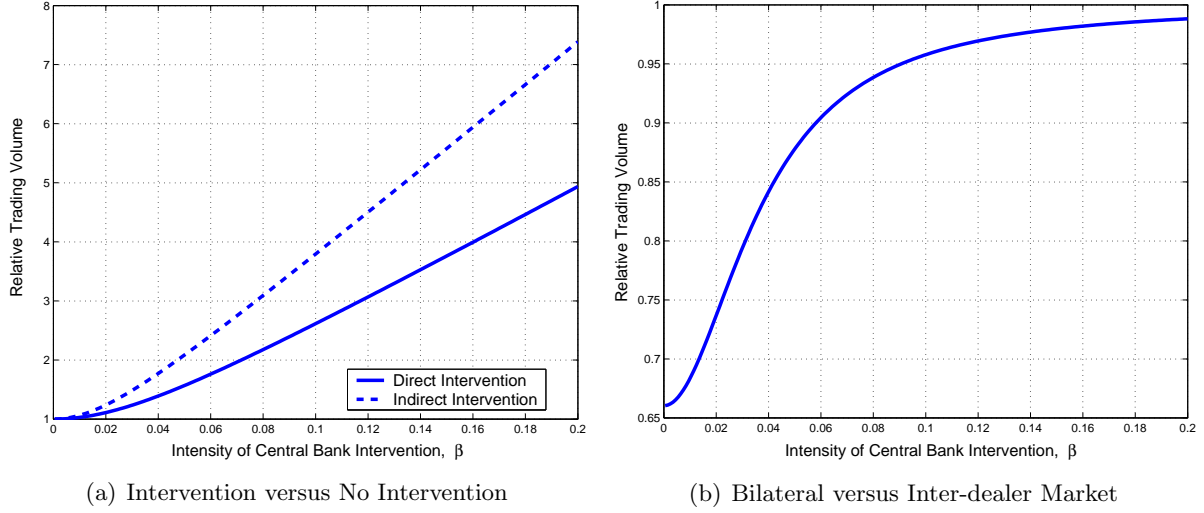 8
7
6
5
4
3
2
1
Relative Trading Volume
Direct Intervention
Indirect Intervention
0 0.02 0.04 0.06 0.08 0.1 0.12 0.14 0.16 0.18 0.2
Intensity of Central Bank Intervention, β
(a) Intervention versus No Intervention
1
0.95
0.9
0.85
0.8
0.75
0.7
0.65
Relative Trading Volume
0 0.02 0.04 0.06 0.08 0.1 0.12 0.14 0.16 0.18 0.2
Intensity of Central Bank Intervention, β
(b) Bilateral versus Inter-dealer Market